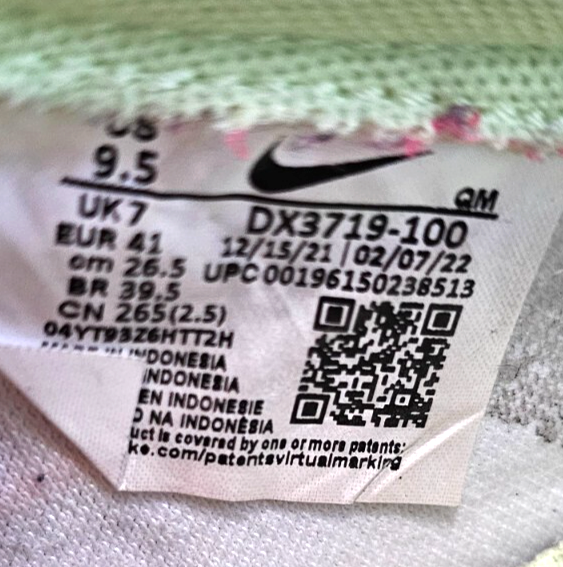 US
9.5
QM
UK 7
DX3719-100
EUR 41
12/15/21 | 02/07/22
cm 26.5
UPC 00196150238513
BR 39.5
CN 265(2.5)
04YT93Z6HTT2H
INDONESIA
INDONESIA
EN INDONESIE
NA INDONÉSIA
uct is covered by one or more patents:
ke.com/patentsvirtualmarking